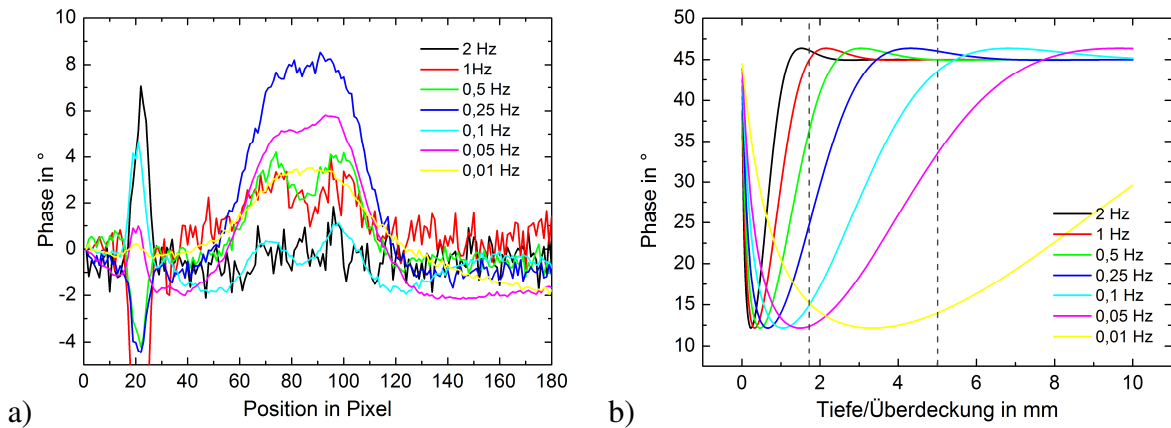 2 Hz
1Hz
0,5 Hz
0,25 Hz
0,1 Hz
0,05 Hz
0,01 Hz
10
8
6
4
2
0
-2
-4
Phase in °
0 20 40 60 80 100 120 140 160 180
Position in Pixel
a)
50
45
40
35
30
25
20
15
10
Phase in °
2 Hz
1 Hz
0,5 Hz
0,25 Hz
0,1 Hz
0,05 Hz
0,01 Hz
0 2 4 6 8 10
Tiefe/Überdeckung in mm
b)